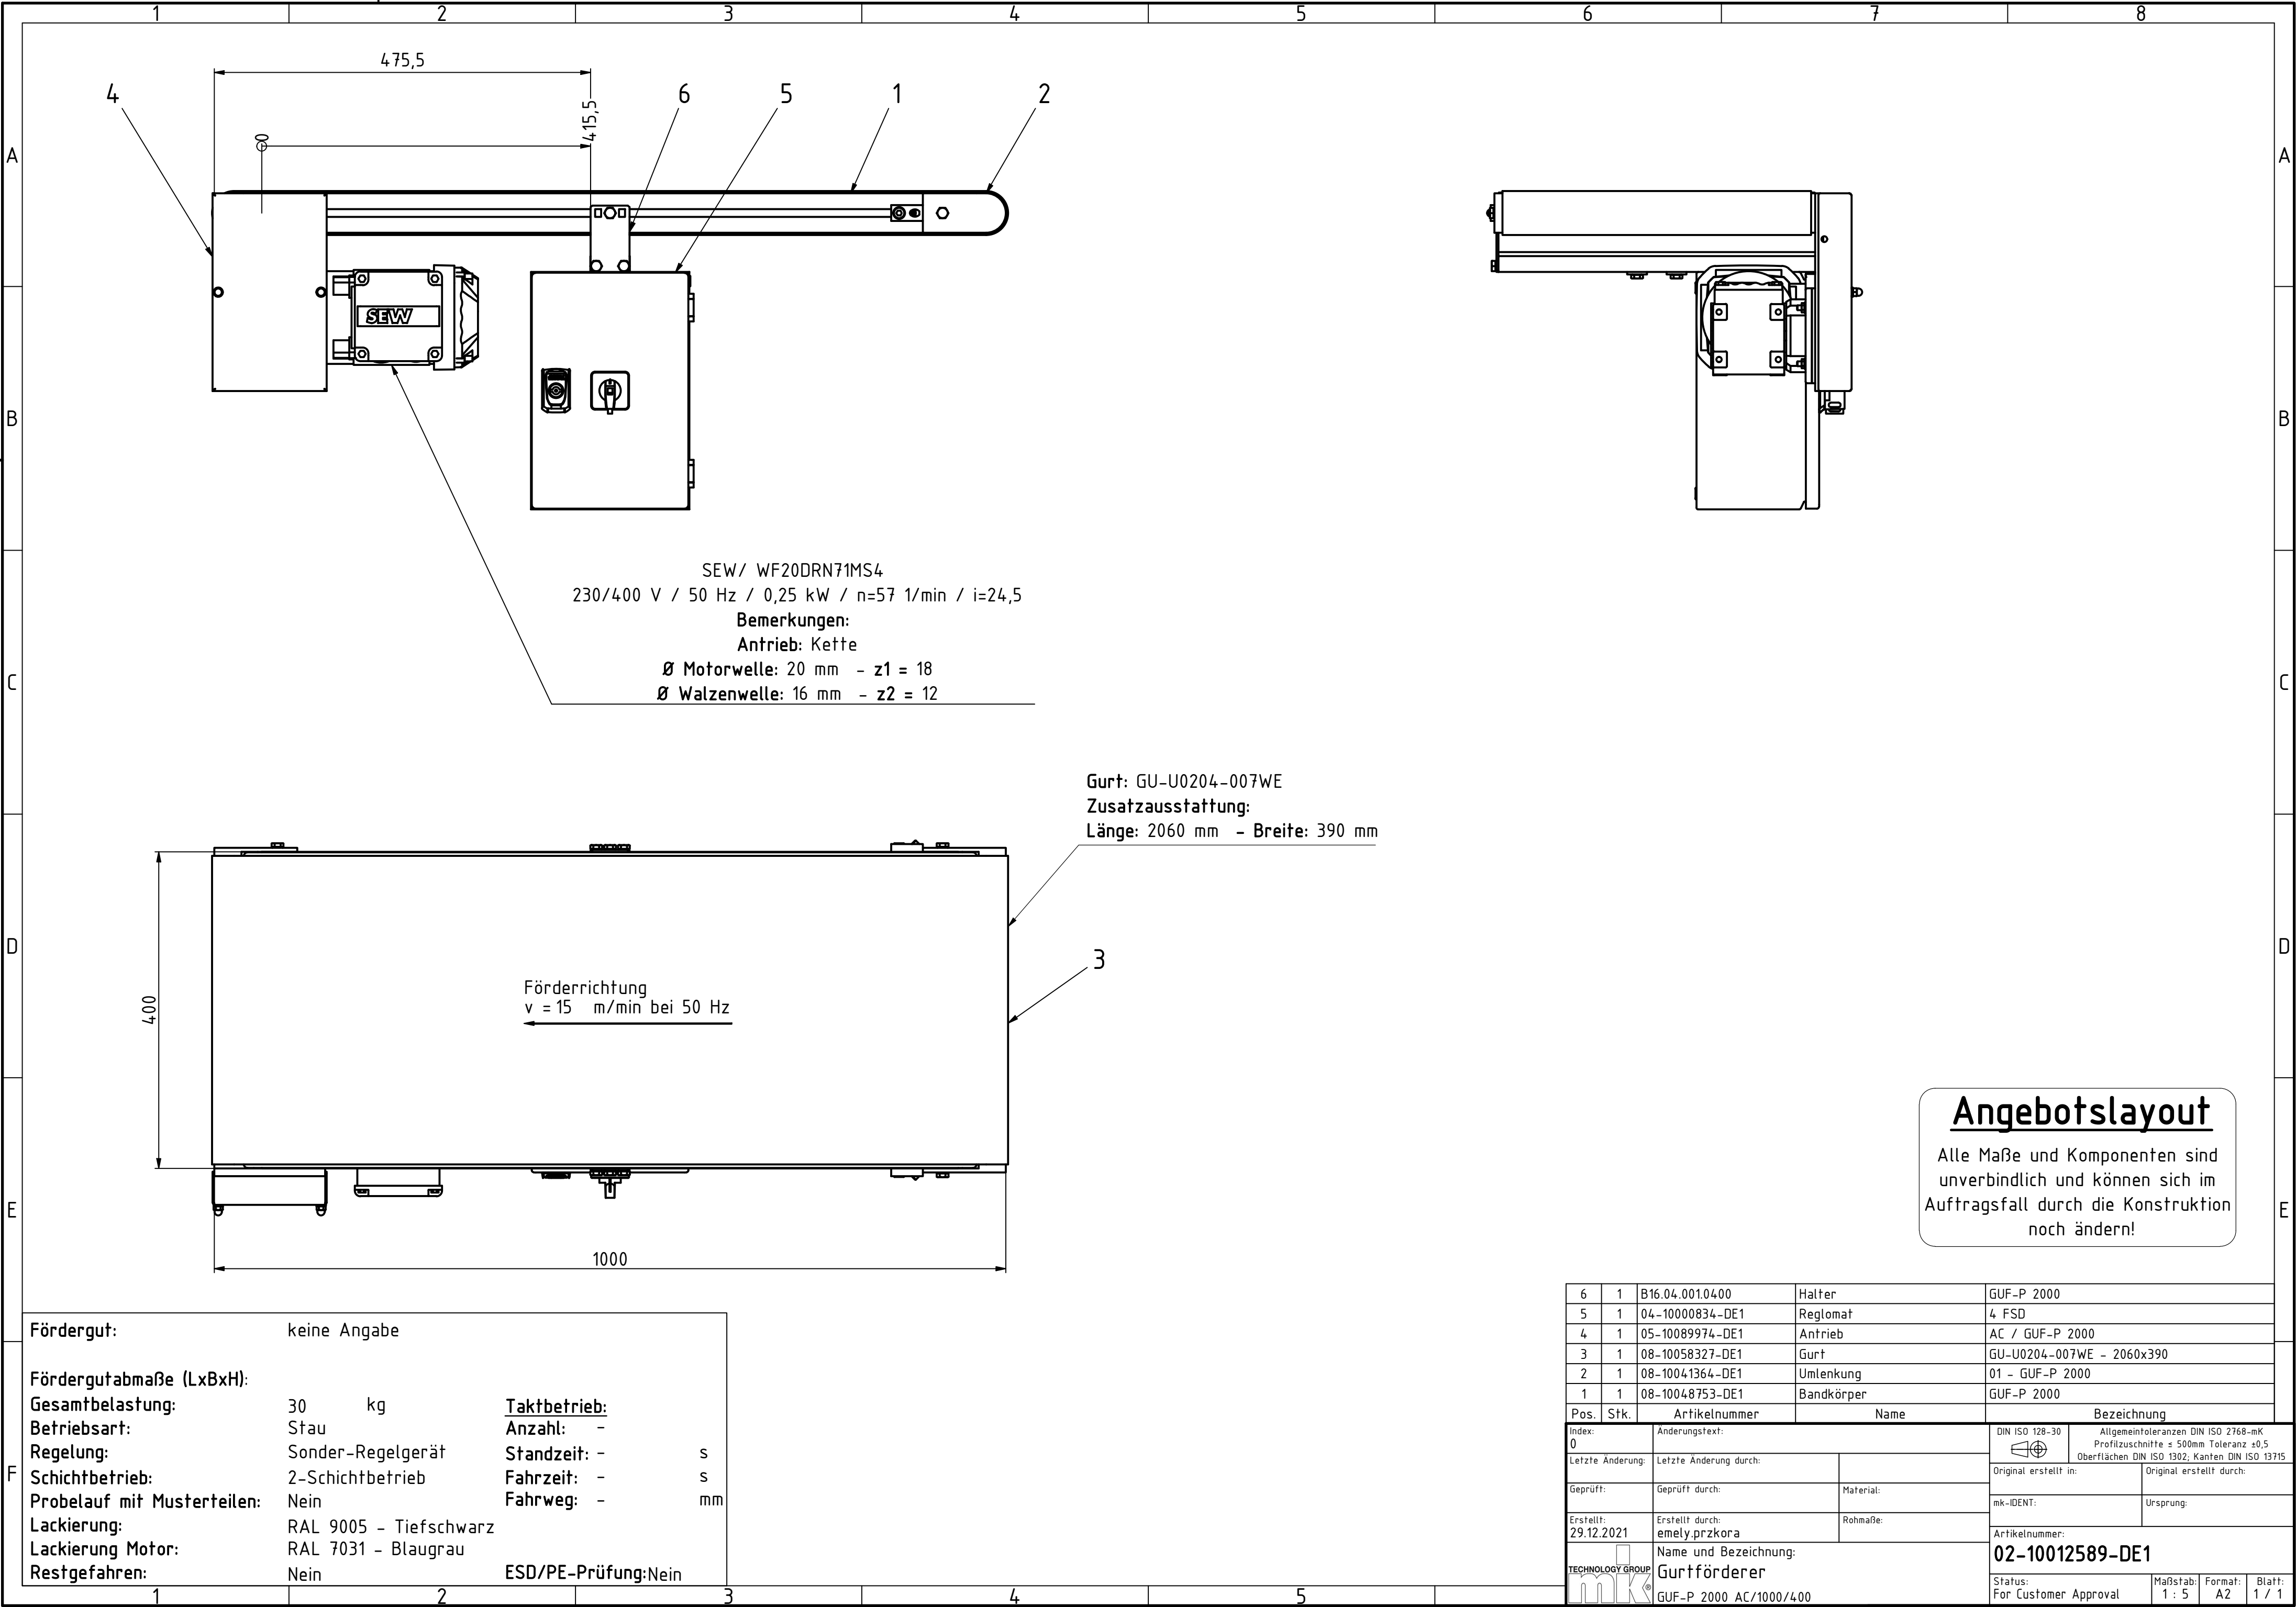 1 2 3 4 5 6 7 8
A A
B B
C C
D D
E E
F
1 2 3 4 5
475,5
415,5
0
4
6
5
1
2
SEW
SEW/ WF20DRN71MS4
230/400 V / 50 Hz / 0,25 kW / n=57 1/min / i=24,5
Bemerkungen:
Antrieb: Kette
Ø Motorwelle: 20 mm - z1 = 18
Ø Walzenwelle: 16 mm - z2 = 12
Gurt: GU-U0204-007WE
Zusatzausstattung:
Länge: 2060 mm - Breite: 390 mm
3
400
Förderrichtung
v = 15 m/min bei 50 Hz
1000
Angebotslayout
Alle Maße und Komponenten sind
unverbindlich und können sich im
Auftragsfall durch die Konstruktion
noch ändern!
Fördergut: keine Angabe
Fördergutabmaße (LxBxH):
Gesamtbelastung: 30 kg Taktbetrieb:
Betriebsart: Stau Anzahl: -
Regelung: Sonder-Regelgerät Standzeit: - s
Schichtbetrieb: 2-Schichtbetrieb Fahrzeit: - s
Probelauf mit Musterteilen: Nein Fahrweg: - mm
Lackierung: RAL 9005 - Tiefschwarz
Lackierung Motor: RAL 7031 - Blaugrau
Restgefahren: Nein ESD/PE-Prüfung: Nein
6 1 B16.04.001.0400 Halter GUF-P 2000
5 1 04-10000834-DE1 Reglomat 4 FSD
4 1 05-10089974-DE1 Antrieb AC / GUF-P 2000
3 1 08-10058327-DE1 Gurt GU-U0204-007WE - 2060x390
2 1 08-10041364-DE1 Umlenkung 01 - GUF-P 2000
1 1 08-10048753-DE1 Bandkörper GUF-P 2000
Pos. Stk. Artikelnummer Name Bezeichnung
Index: Änderungstext:
0
DIN ISO 128-30
Allgemeintoleranzen DIN ISO 2768-mK
Profilzuschnitte ≤ 500mm Toleranz ±0,5
Oberflächen DIN ISO 1302; Kanten DIN ISO 13715
Letzte Änderung: Letzte Änderung durch:
Original erstellt in: Original erstellt durch:
Geprüft: Geprüft durch: Material:
mk-IDENT: Ursprung:
Erstellt: Erstellt durch: Rohmaße:
29.12.2021 emely.przkora
Artikelnummer:
02-10012589-DE1
TECHNOLOGY GROUP
mk ®
Name und Bezeichnung:
Gurtförderer
GUF-P 2000 AC/1000/400
Status: Maßstab: Format: Blatt:
For Customer Approval 1 : 5 A2 1 / 1